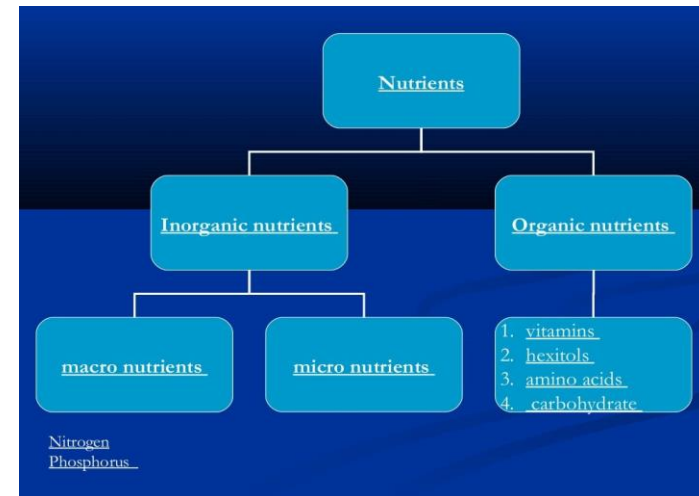 Nutrients
Inorganic nutrients
Organic nutrients
macro nutrients
micro nutrients
1. vitamins
2. hexitols
3. amino acids
4. carbohydrate
Nitrogen
Phosphorus